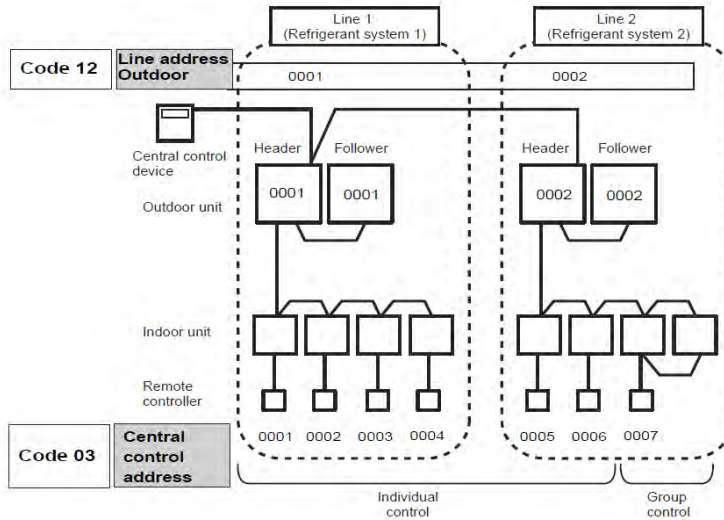 Line 1
(Refrigerant system 1)
Line 2
(Refrigerant system 2)
Code 12
Line address
Outdoor
0001
0002
Central control
device
Header
Follower
Header
Follower
Outdoor unit
0001
0001
0002
0002
Indoor unit
Remote
controller
Code 03
Central
control
address
0001
0002
0003
0004
0005
0006
0007
Individual
control
Group
control